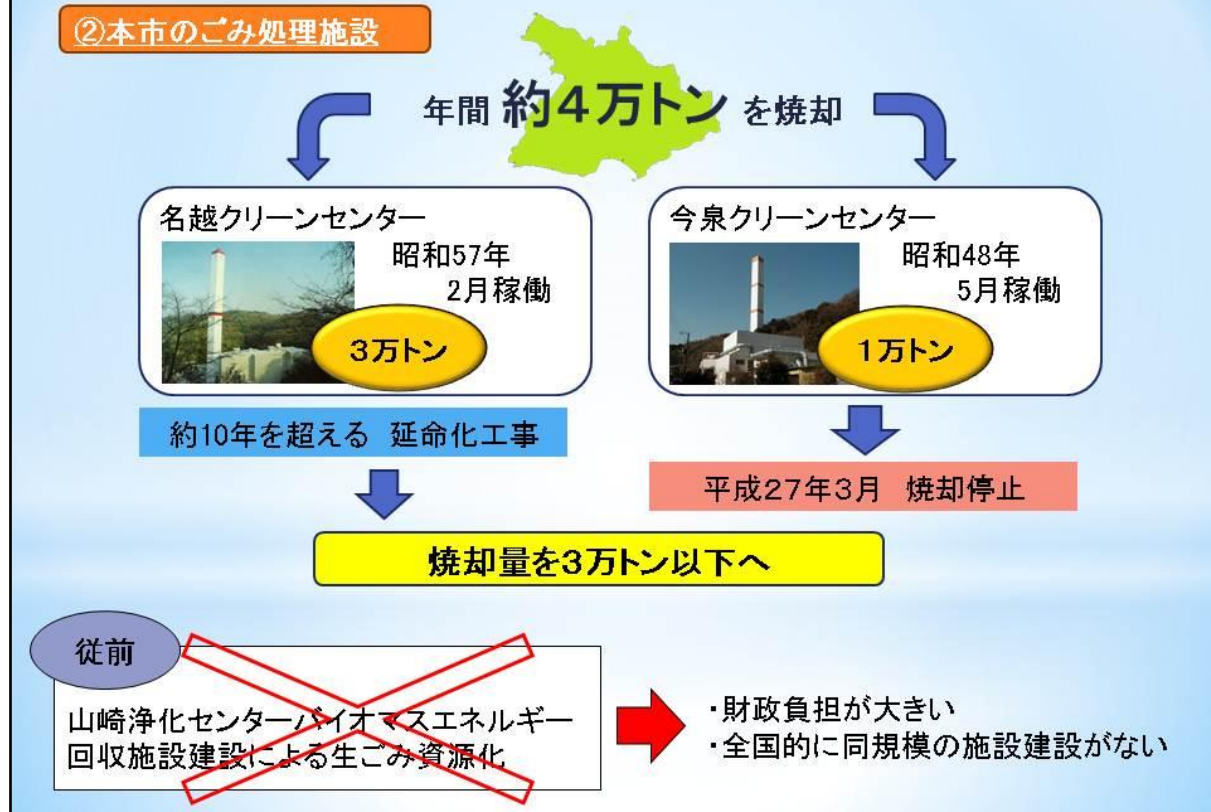 ②本市のごみ処理施設
年間 約4万トン を焼却
名越クリーンセンター
昭和57年
2月稼働
3万トン
今泉クリーンセンター
昭和48年
5月稼働
1万トン
約10年を超える 延命化工事
平成27年3月 焼却停止
焼却量を3万トン以下へ
従前
山崎浄化センターバイオマスエネルギー
回収施設建設による生ごみ資源化
・財政負担が大きい
・全国的に同規模の施設建設がない